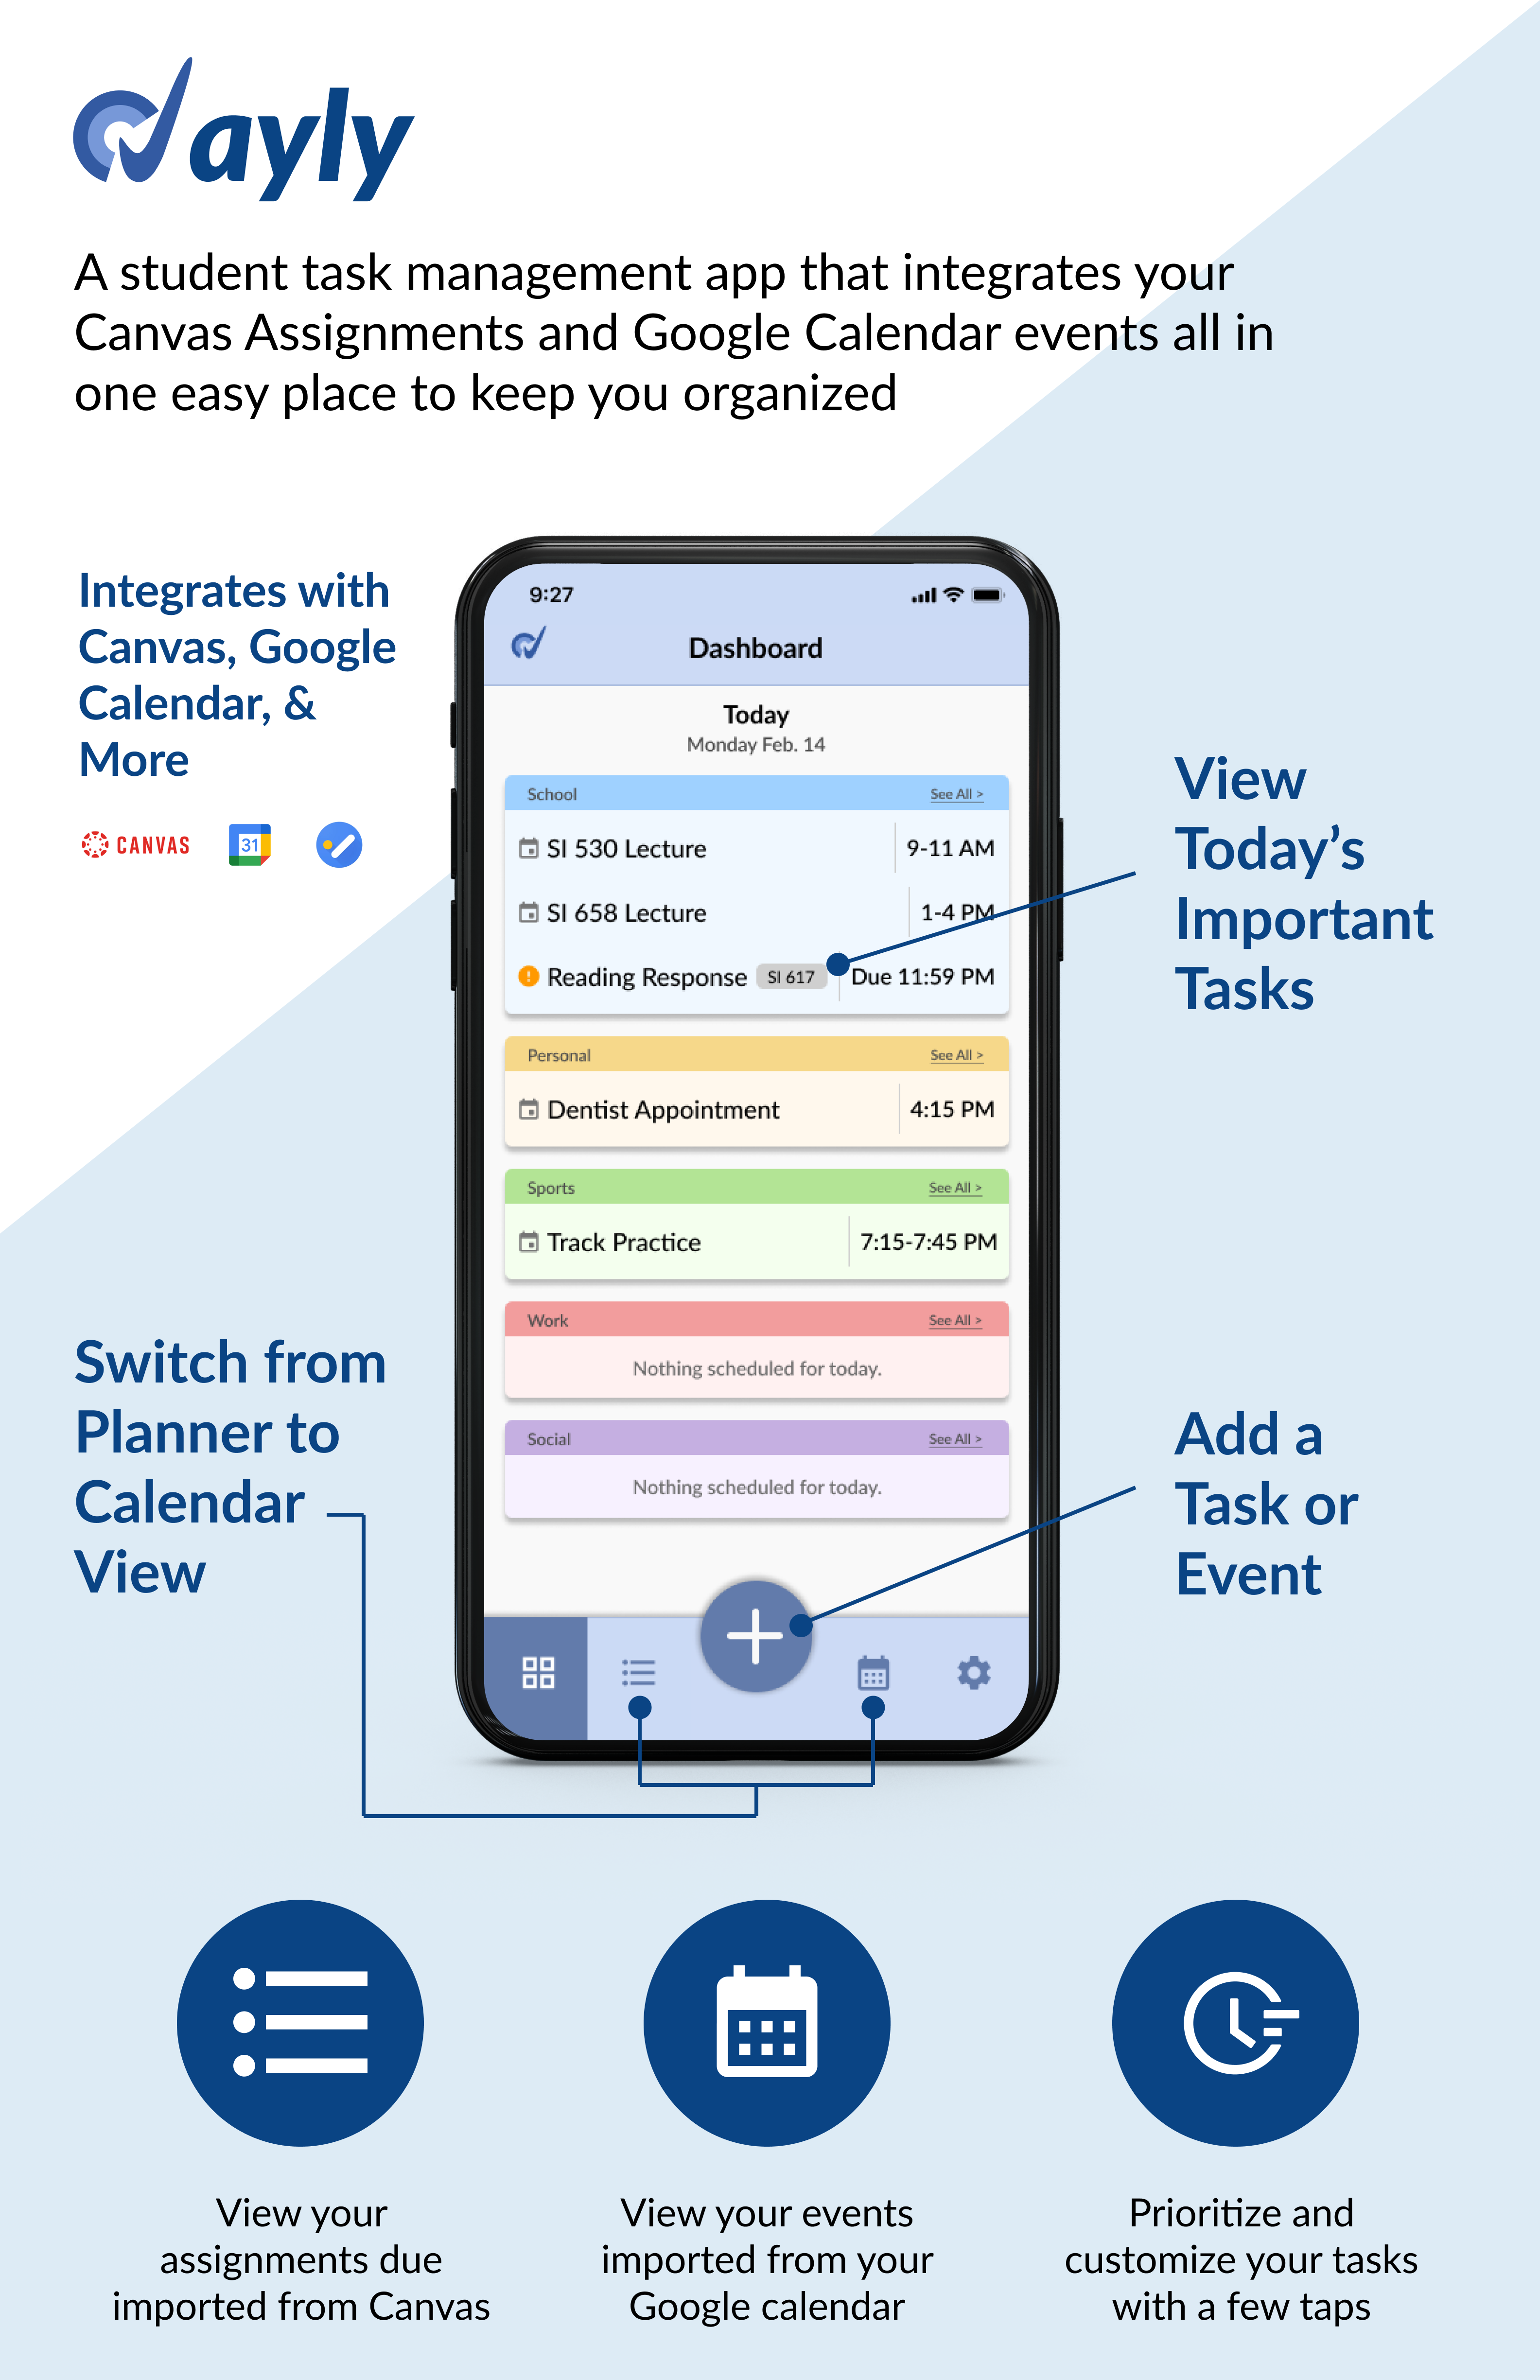 Dayly
A student task management app that integrates your
Canvas Assignments and Google Calendar events all in
one easy place to keep you organized
Integrates with
Canvas, Google
Calendar, &
More
CANVAS
31
9:27
Dashboard
Today
Monday Feb. 14
School See All >
SI 530 Lecture 9-11 AM
SI 658 Lecture 1-4 PM
Reading Response SI 617 Due 11:59 PM
Personal See All >
Dentist Appointment 4:15 PM
Sports See All >
Track Practice 7:15-7:45 PM
Work See All >
Nothing scheduled for today.
Social See All >
Nothing scheduled for today.
View
Today’s
Important
Tasks
Switch from
Planner to
Calendar
View
Add a
Task or
Event
View your
assignments due
imported from Canvas
View your events
imported from your
Google calendar
Prioritize and
customize your tasks
with a few taps